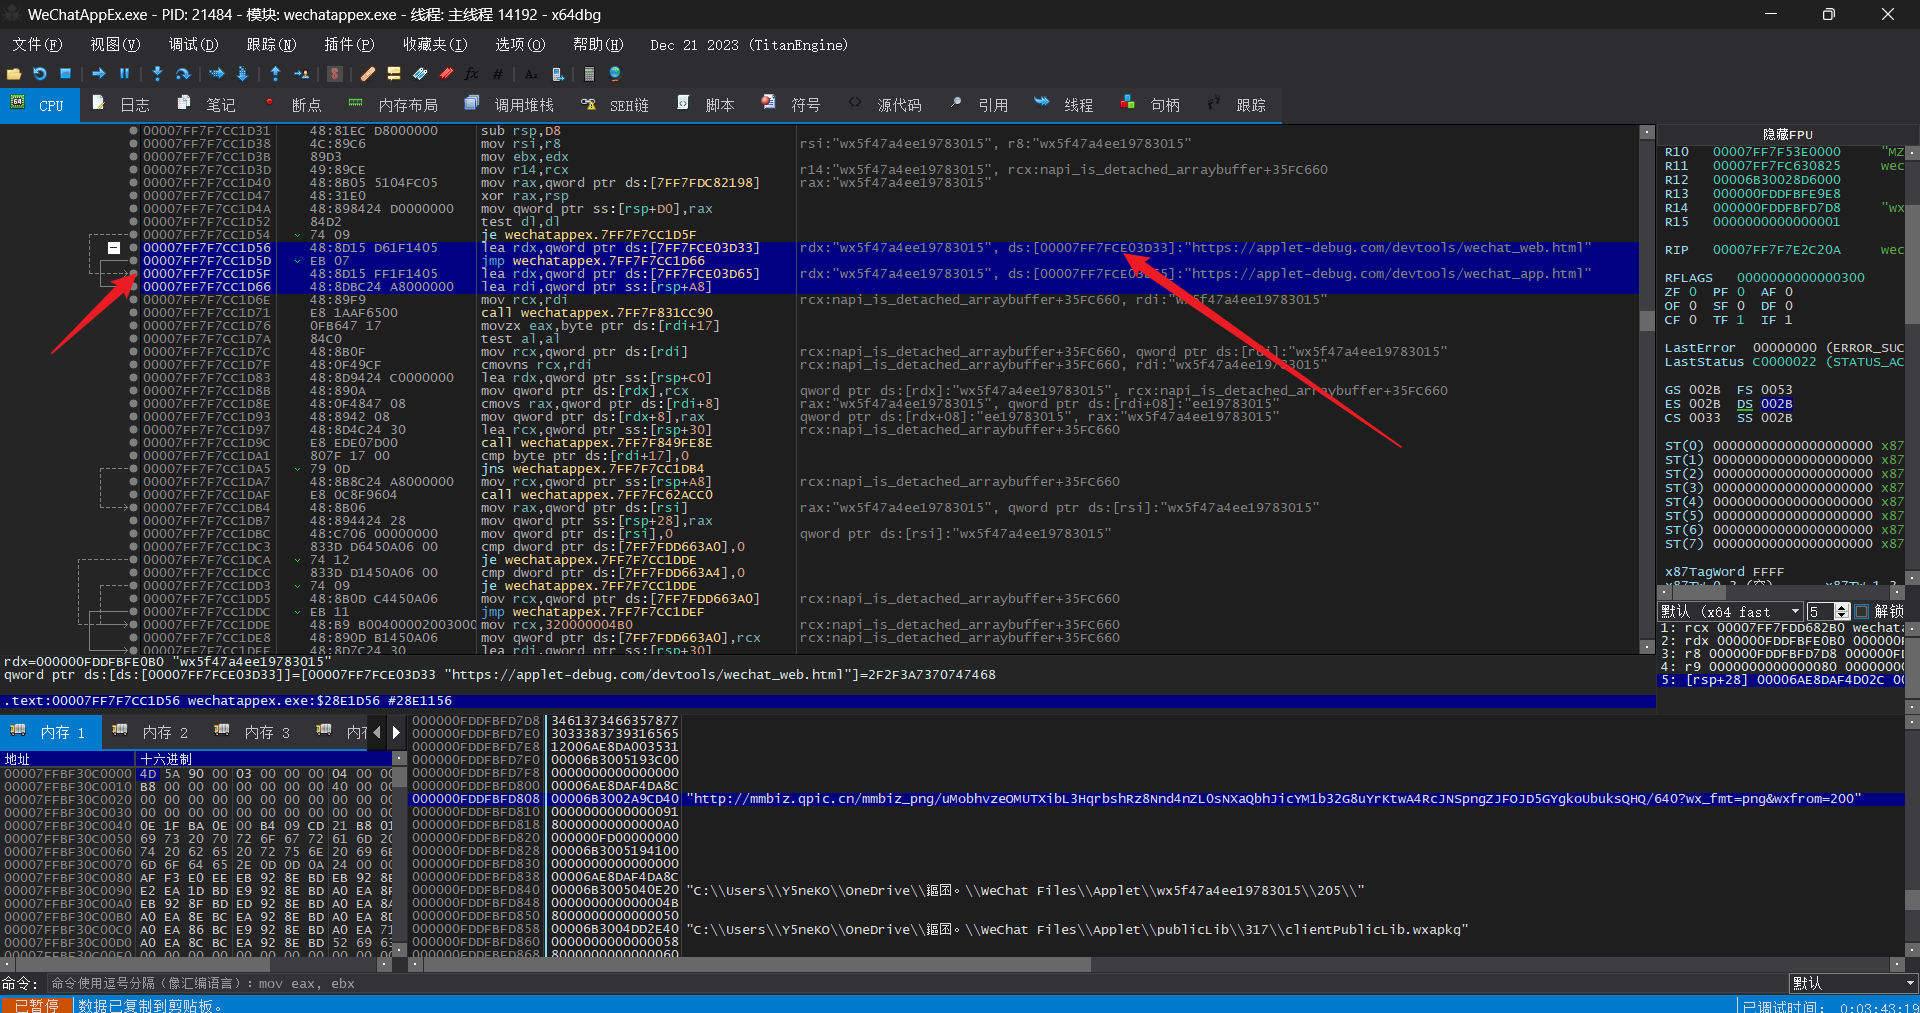 WeChatAppEx.exe - PID: 21484 - 模块: wechatappex.exe - 线程: 主线程 14192 - x64dbg
文件(F) 视图(V) 调试(D) 跟踪(N) 插件(P) 收藏夹(I) 选项(O) 帮助(H) Dec 21 2023 (TitanEngine)
CPU 日志 笔记 断点 内存布局 调用堆栈 SEH链 脚本 符号 源代码 引用 线程 句柄 跟踪
00007FF7F7CC1D31 48:81EC D8000000 sub rsp,D8
00007FF7F7CC1D38 4C:89C6 mov rsi,r8 rsi:"wx5f47a4ee19783015", r8:"wx5f47a4ee19783015"
00007FF7F7CC1D3B 89D3 mov ebx,edx
00007FF7F7CC1D3D 49:89CE mov r14,rcx r14:"wx5f47a4ee19783015", rcx:napi_is_detached_arraybuffer+35FC660
00007FF7F7CC1D40 48:8B05 5104FC05 mov rax,qword ptr ds:[7FF7FDC82198] rax:"wx5f47a4ee19783015"
00007FF7F7CC1D47 48:31E0 xor rax,rsp
00007FF7F7CC1D4A 48:898424 D0000000 mov qword ptr ss:[rsp+D0],rax
00007FF7F7CC1D52 84D2 test dl,dl
00007FF7F7CC1D54 74 09 je wechatappex.7FF7F7CC1D5F
00007FF7F7CC1D56 48:8D15 D61F1405 lea rdx,qword ptr ds:[7FF7FCE03D33] rdx:"wx5f47a4ee19783015", ds:[00007FF7FCE03D33]:"https://applet-debug.com/devtools/wechat_web.html"
00007FF7F7CC1D5D EB 07 jmp wechatappex.7FF7F7CC1D66
00007FF7F7CC1D5F 48:8D15 FF1F1405 lea rdx,qword ptr ds:[7FF7FCE03D65] rdx:"wx5f47a4ee19783015", ds:[00007FF7FCE03D65]:"https://applet-debug.com/devtools/wechat_app.html"
00007FF7F7CC1D66 48:8DBC24 A8000000 lea rdi,qword ptr ss:[rsp+A8]
00007FF7F7CC1D6E 48:89F9 mov rcx,rdi rcx:napi_is_detached_arraybuffer+35FC660, rdi:"wx5f47a4ee19783015"
00007FF7F7CC1D71 E8 1AAF6500 call wechatappex.7FF7F831CC90
00007FF7F7CC1D76 0FB647 17 movzx eax,byte ptr ds:[rdi+17]
00007FF7F7CC1D7A 84C0 test al,al
00007FF7F7CC1D7C 48:8B0F mov rcx,qword ptr ds:[rdi] rcx:napi_is_detached_arraybuffer+35FC660, qword ptr ds:[rdi]:"wx5f47a4ee19783015"
00007FF7F7CC1D7F 48:0F49CF cmovns rcx,rdi rcx:napi_is_detached_arraybuffer+35FC660, rdi:"wx5f47a4ee19783015"
00007FF7F7CC1D83 48:8D9424 C0000000 lea rdx,qword ptr ss:[rsp+C0]
00007FF7F7CC1D8B 48:890A mov qword ptr ds:[rdx],rcx qword ptr ds:[rdx]:"wx5f47a4ee19783015", rcx:napi_is_detached_arraybuffer+35FC660
00007FF7F7CC1D8E 48:0F4847 08 cmovs rax,qword ptr ds:[rdi+8] rax:"wx5f47a4ee19783015", qword ptr ds:[rdi+08]:"ee19783015"
00007FF7F7CC1D93 48:8942 08 mov qword ptr ds:[rdx+8],rax qword ptr ds:[rdx+08]:"ee19783015", rax:"wx5f47a4ee19783015"
00007FF7F7CC1D97 48:8D4C24 30 lea rcx,qword ptr ss:[rsp+30] rcx:napi_is_detached_arraybuffer+35FC660
00007FF7F7CC1D9C E8 EDE07D00 call wechatappex.7FF7F849FE8E
00007FF7F7CC1DA1 807F 17 00 cmp byte ptr ds:[rdi+17],0
00007FF7F7CC1DA5 79 0D jns wechatappex.7FF7F7CC1DB4
00007FF7F7CC1DA7 48:8B8C24 A8000000 mov rcx,qword ptr ss:[rsp+A8] rcx:napi_is_detached_arraybuffer+35FC660
00007FF7F7CC1DAF E8 0C8F9604 call wechatappex.7FF7FC62ACC0
00007FF7F7CC1DB4 48:8B06 mov rax,qword ptr ds:[rsi] rax:"wx5f47a4ee19783015", qword ptr ds:[rsi]:"wx5f47a4ee19783015"
00007FF7F7CC1DB7 48:894424 28 mov qword ptr ss:[rsp+28],rax
00007FF7F7CC1DBC 48:C706 00000000 mov qword ptr ds:[rsi],0 qword ptr ds:[rsi]:"wx5f47a4ee19783015"
00007FF7F7CC1DC3 833D D6450A06 00 cmp dword ptr ds:[7FF7FDD663A0],0
00007FF7F7CC1DCA 74 12 je wechatappex.7FF7F7CC1DDE
00007FF7F7CC1DCC 833D D1450A06 00 cmp dword ptr ds:[7FF7FDD663A4],0
00007FF7F7CC1DD3 74 09 je wechatappex.7FF7F7CC1DDE
00007FF7F7CC1DD5 48:8B0D C4450A06 mov rcx,qword ptr ds:[7FF7FDD663A0] rcx:napi_is_detached_arraybuffer+35FC660
00007FF7F7CC1DDC EB 11 jmp wechatappex.7FF7F7CC1DEF
00007FF7F7CC1DDE 48:B9 B004000002003000 mov rcx,320000004B0 rcx:napi_is_detached_arraybuffer+35FC660
00007FF7F7CC1DE8 48:890D B1450A06 mov qword ptr ds:[7FF7FDD663A0],rcx rcx:napi_is_detached_arraybuffer+35FC660
00007FF7F7CC1DEF 48:8D7C24 30 lea rdi,qword ptr ss:[rsp+30]
rdx=000000FDDFBFE0B0 "wx5f47a4ee19783015"
qword ptr ds:[ds:[00007FF7FCE03D33]]=[00007FF7FCE03D33 "https://applet-debug.com/devtools/wechat_web.html"]=2F2F3A7370747468
.text:00007FF7F7CC1D56 wechatappex.exe:$28E1D56 #28E1156
隐藏FPU
R10 00007FF7F53E0000 "MZ
R11 00007FF7FC630825 wec
R12 00006B30028D6000
R13 000000FDDFBFE9E8
R14 000000FDDFBFD7D8 "wx
R15 0000000000000001
RIP 00007FF7F7E2C20A wec
RFLAGS 0000000000000300
ZF 0 PF 0 AF 0
OF 0 SF 0 DF 0
CF 0 TF 1 IF 1
LastError 00000000 (ERROR_SUC
LastStatus C0000022 (STATUS_AC
GS 002B FS 0053
ES 002B DS 002B
CS 0033 SS 002B
ST(0) 00000000000000000000 x87
ST(1) 00000000000000000000 x87
ST(2) 00000000000000000000 x87
ST(3) 00000000000000000000 x87
ST(4) 00000000000000000000 x87
ST(5) 00000000000000000000 x87
ST(6) 00000000000000000000 x87
ST(7) 00000000000000000000 x87
x87TagWord FFFF
默认 (x64 fast 5 解锁
1: rcx 00007FF7FDD682B0 wechata
2: rdx 000000FDDFBFE0B0 000000F
3: r8 000000FDDFBFD7D8 000000FD
4: r9 0000000000000080 00000000
5: [rsp+28] 00006AE8DAF4D02C 00
内存 1 内存 2 内存 3
地址 十六进制
00007FFBF30C0000 4D 5A 90 00 03 00 00 00 04 00 00
00007FFBF30C0010 B8 00 00 00 00 00 00 00 40 00 00
00007FFBF30C0020 00 00 00 00 00 00 00 00 00 00 00
00007FFBF30C0030 00 00 00 00 00 00 00 00 00 00 00
00007FFBF30C0040 0E 1F BA 0E 00 B4 09 CD 21 B8 01
00007FFBF30C0050 69 73 20 70 72 6F 67 72 61 6D 20
00007FFBF30C0060 74 20 62 65 20 72 75 6E 20 69 6E
00007FFBF30C0070 6D 6F 64 65 2E 0D 0D 0A 24 00 00
00007FFBF30C0080 AF F3 E0 EE EB 92 8E BD EB 92 8E
00007FFBF30C0090 E2 EA 1D BD E9 92 8E BD A0 EA 8F
00007FFBF30C00A0 EB 92 8F BD ED 92 8E BD A0 EA 8A
00007FFBF30C00B0 A0 EA 8E BC EA 92 8E BD A0 EA 8D
00007FFBF30C00C0 A0 EA 86 BC E9 92 8E BD A0 EA 71
00007FFBF30C00D0 A0 EA 8C BC EA 92 8E BD 52 69 63
000000FDDFBFD7D8 3461373466357877
000000FDDFBFD7E0 3033383739316565
000000FDDFBFD7E8 12006AE8DA003531
000000FDDFBFD7F0 00006B3005193C00
000000FDDFBFD7F8 0000000000000000
000000FDDFBFD800 00006AE8DAF4DA8C
000000FDDFBFD808 00006B3002A9CD40 "http://mmbiz.qpic.cn/mmbiz_png/uMobhvzeOMUTXibL3HqrbshRz8Nnd4nZL0sNXaQbhJicYM1b32G8uYrKtwA4RcJNSpngZJFOJD5GYgkoUbuksQHQ/640?wx_fmt=png&wxfrom=200"
000000FDDFBFD810 0000000000000091
000000FDDFBFD818 80000000000000A0
000000FDDFBFD820 000000FD00000000
000000FDDFBFD828 00006B3005194100
000000FDDFBFD830 0000000000000000
000000FDDFBFD838 00006AE8DAF4DA8C
000000FDDFBFD840 00006B3005040E20 "C:\\Users\\Y5neKO\\OneDrive\\鏂囨。\\WeChat Files\\Applet\\wx5f47a4ee19783015\\205\\"
000000FDDFBFD848 000000000000004B
000000FDDFBFD850 8000000000000050
000000FDDFBFD858 00006B3004DD2E40 "C:\\Users\\Y5neKO\\OneDrive\\鏂囨。\\WeChat Files\\Applet\\publicLib\\317\\clientPublicLib.wxapkg"
000000FDDFBFD860 0000000000000058
000000FDDFBFD868 8000000000000060
命令: 命令使用逗号分隔（像汇编语言）: mov eax, ebx 默认
已暂停 数据已复制到剪贴板。 已调试时间: 0:03:43:19